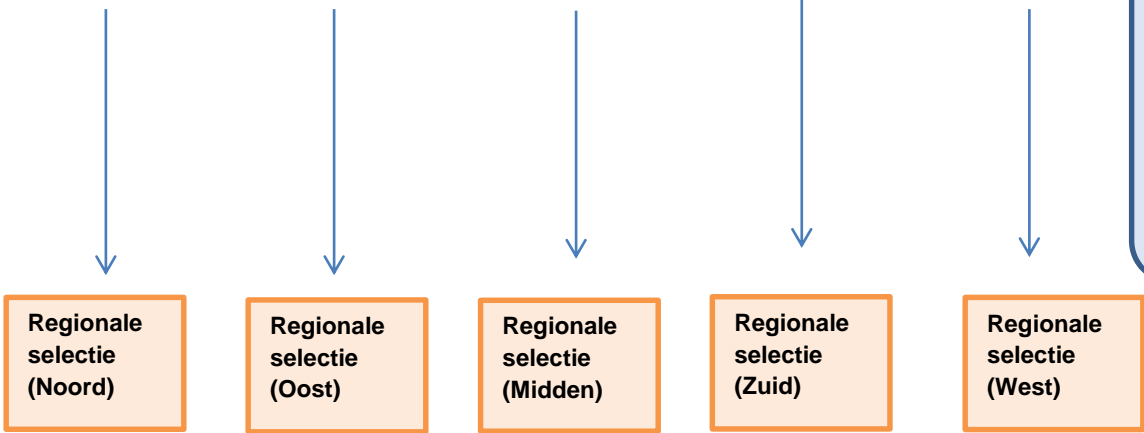 Regionale
selectie
(Noord)
Regionale
selectie
(Oost)
Regionale
selectie
(Midden)
Regionale
selectie
(Zuid)
Regionale
selectie
(West)